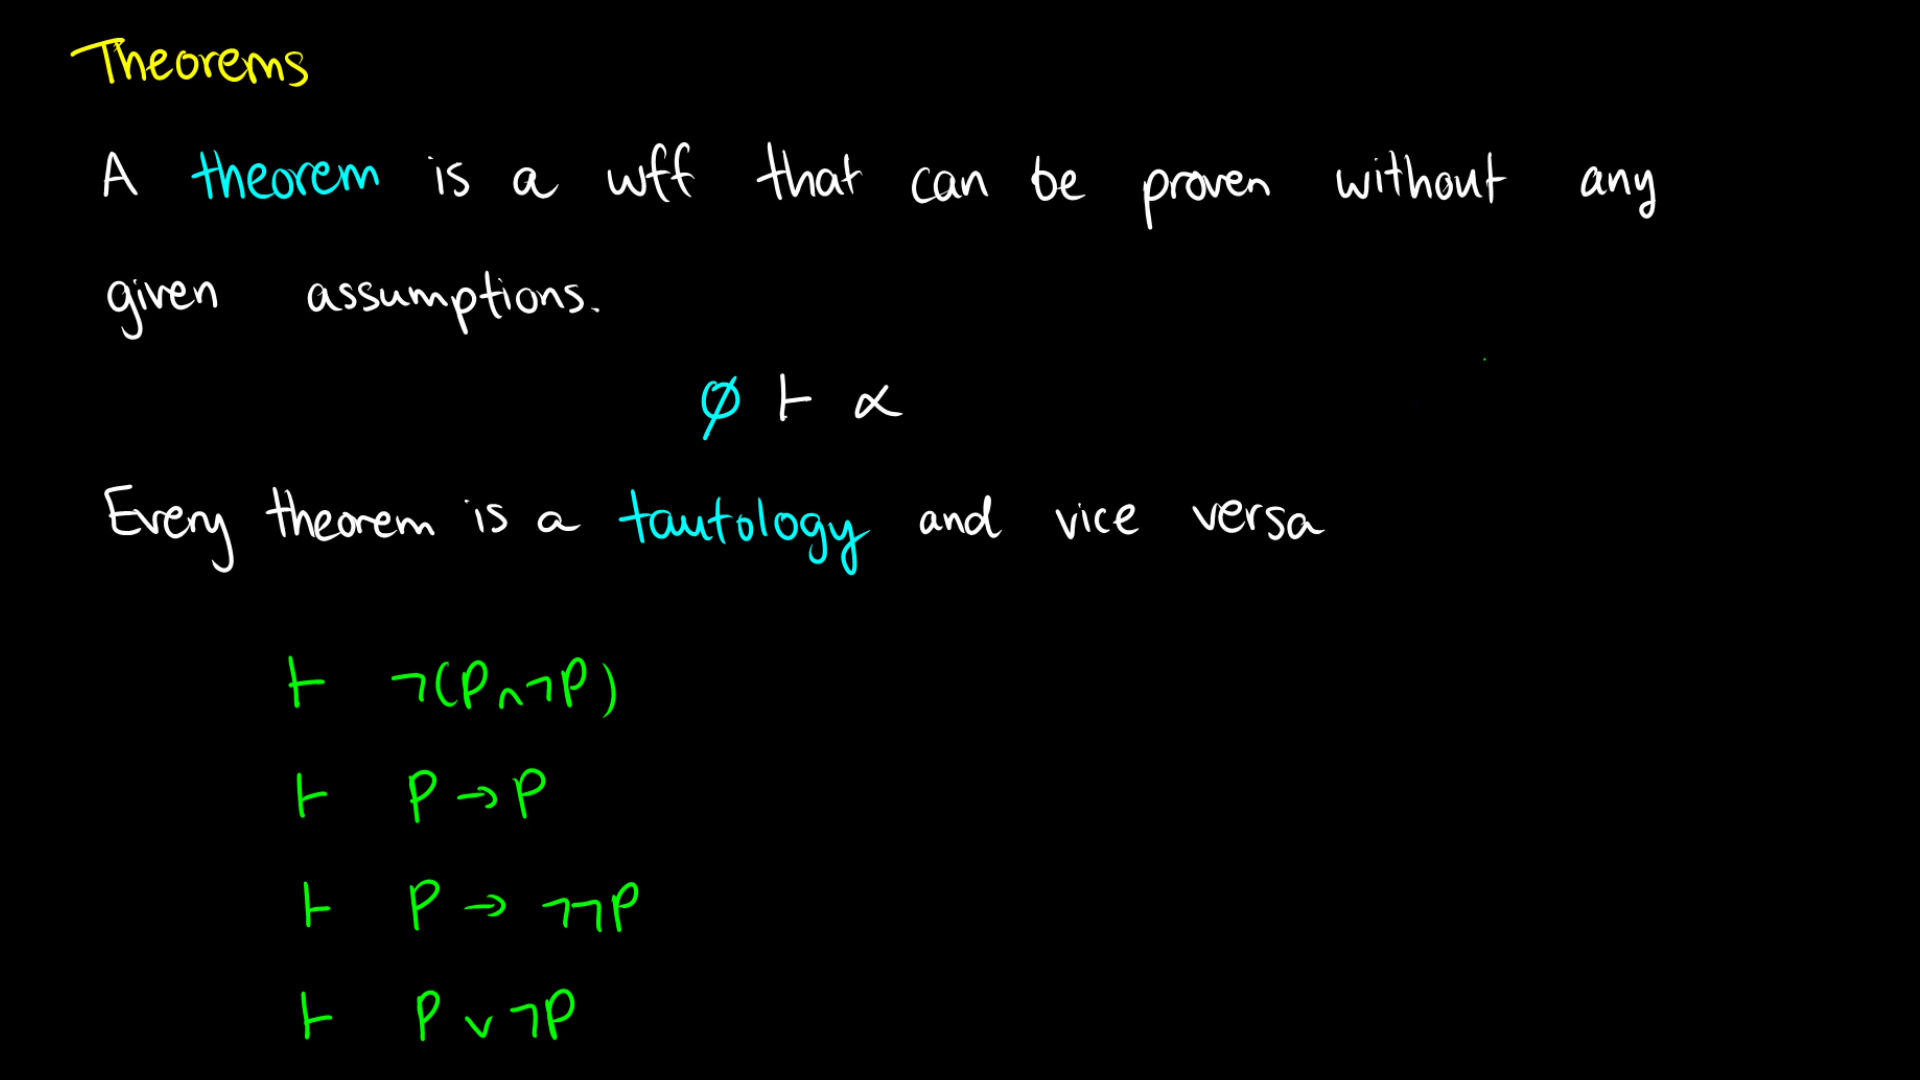 Theorems
A theorem is a wff that can be proven without any
given assumptions.
∅ ⊢ α
Every theorem is a tautology and vice versa
⊢ ¬(P∧¬P)
⊢ P→P
⊢ P→ ¬¬P
⊢ P∨¬P